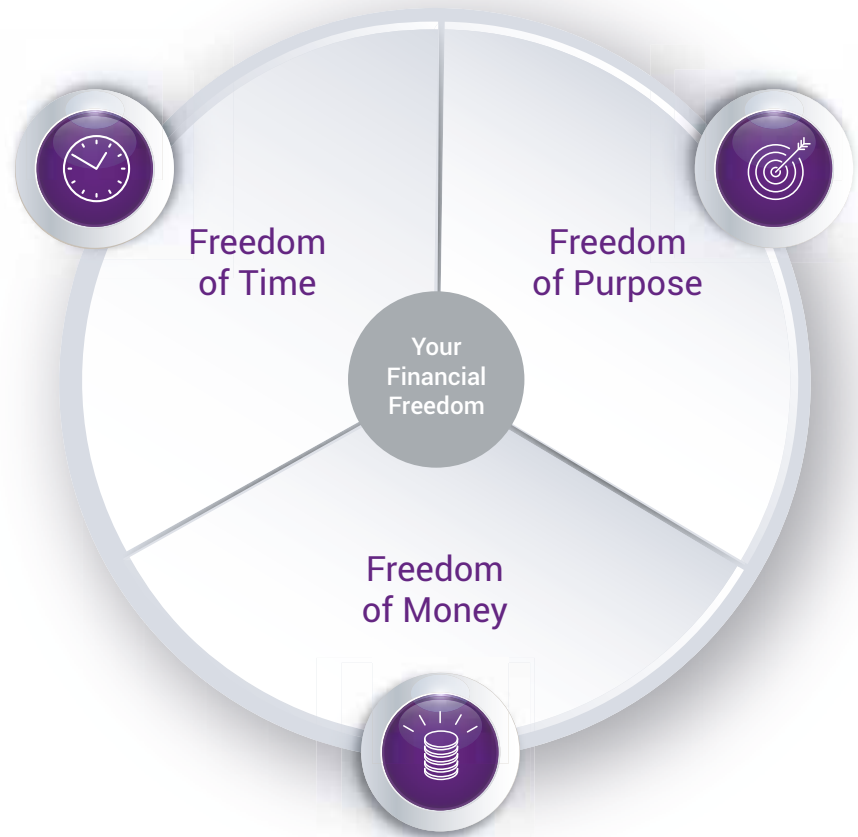 Freedom
of Time
Freedom
of Purpose
Your
Financial
Freedom
Freedom
of Money